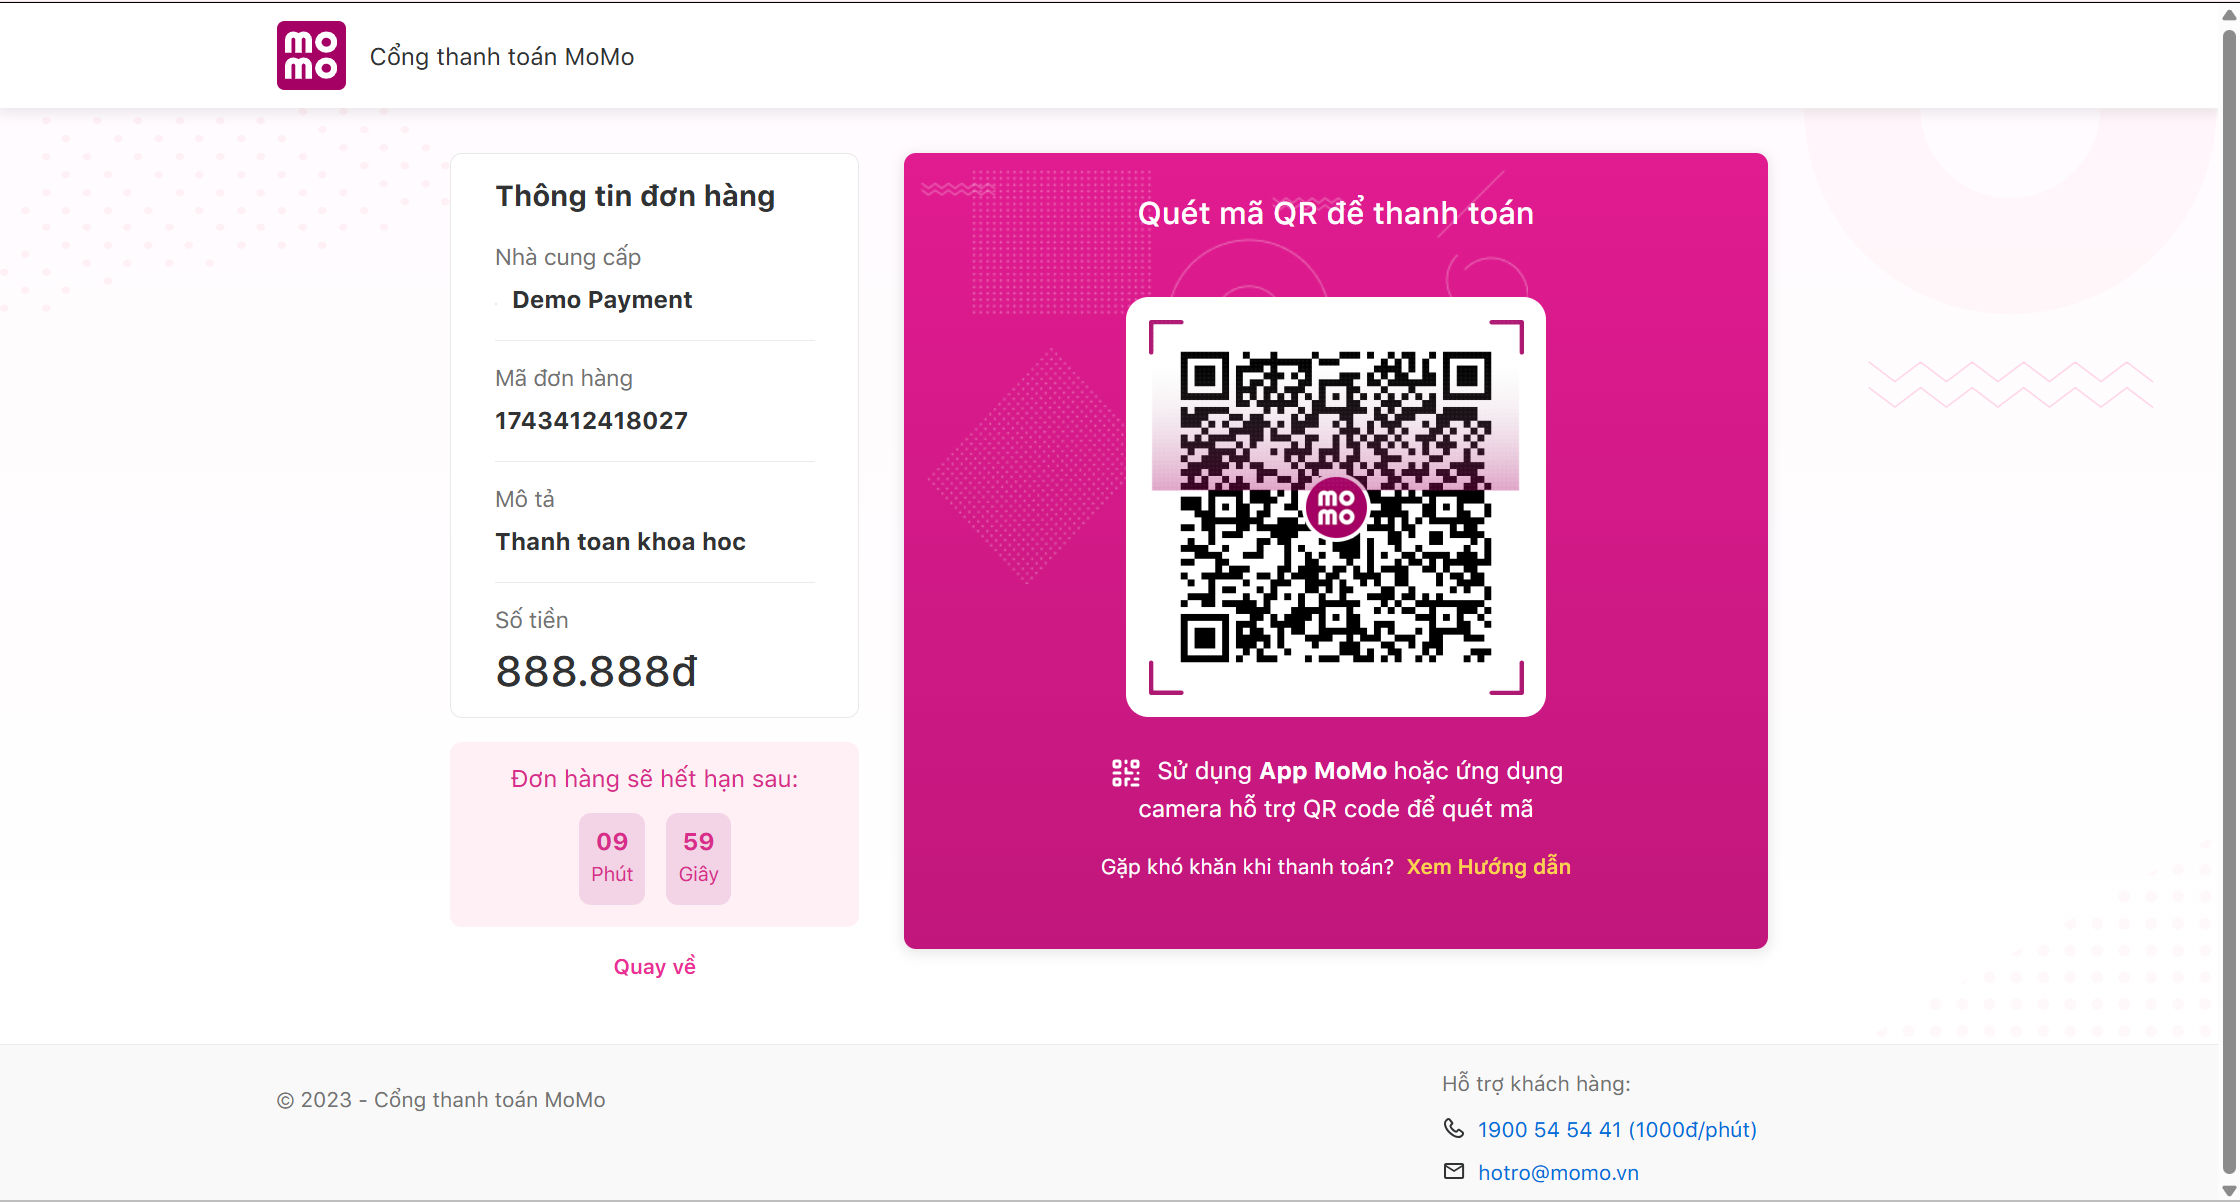 mo
mo
Cổng thanh toán MoMo
Thông tin đơn hàng
Nhà cung cấp
Demo Payment
Mã đơn hàng
1743412418027
Mô tả
Thanh toan khoa hoc
Số tiền
888.888đ
Đơn hàng sẽ hết hạn sau:
09 59
Phút Giây
Quay về
Quét mã QR để thanh toán
mo
mo
Sử dụng App MoMo hoặc ứng dụng
camera hỗ trợ QR code để quét mã
Gặp khó khăn khi thanh toán? Xem Hướng dẫn
© 2023 - Cổng thanh toán MoMo
Hỗ trợ khách hàng:
1900 54 54 41 (1000đ/phút)
hotro@momo.vn